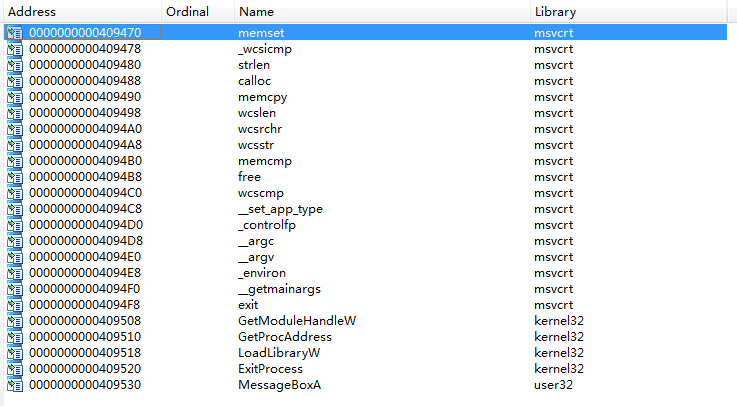 Address Ordinal Name Library
0000000000409470 memset msvcrt
0000000000409478 _wcsicmp msvcrt
0000000000409480 strlen msvcrt
0000000000409488 calloc msvcrt
0000000000409490 memcpy msvcrt
0000000000409498 wcslen msvcrt
00000000004094A0 wcsrchr msvcrt
00000000004094A8 wcsstr msvcrt
00000000004094B0 memcmp msvcrt
00000000004094B8 free msvcrt
00000000004094C0 wcscmp msvcrt
00000000004094C8 __set_app_type msvcrt
00000000004094D0 _controlfp msvcrt
00000000004094D8 __argc msvcrt
00000000004094E0 __argv msvcrt
00000000004094E8 _environ msvcrt
00000000004094F0 __getmainargs msvcrt
00000000004094F8 exit msvcrt
0000000000409508 GetModuleHandleW kernel32
0000000000409510 GetProcAddress kernel32
0000000000409518 LoadLibraryW kernel32
0000000000409520 ExitProcess kernel32
0000000000409530 MessageBoxA user32